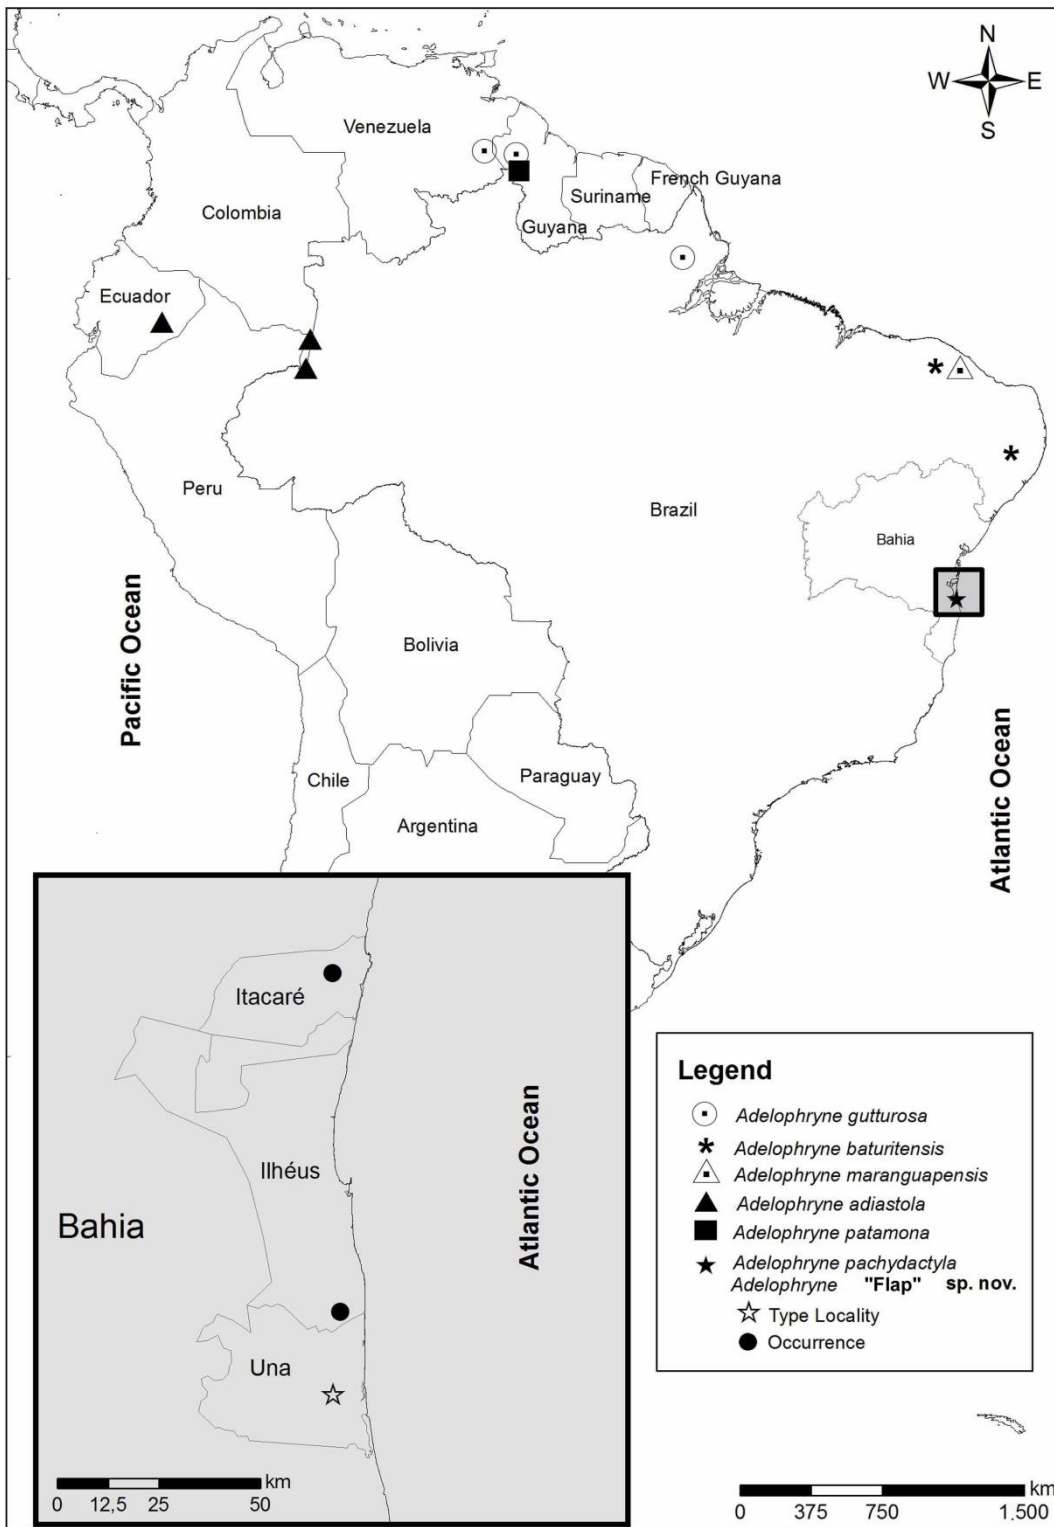 N
W E
S
Venezuela
French Guyana
Suriname
Colombia
Guyana
Ecuador
Peru
Brazil
Bahia
Pacific Ocean
Bolivia
Atlantic Ocean
Chile
Paraguay
Argentina
Itacaré
Ilhéus
Atlantic Ocean
Bahia
Una
km
0 12,5 25 50
Legend
Adelophryne gutturosa
Adelophryne baturitensis
Adelophryne maranguapensis
Adelophryne adiastola
Adelophryne patamona
Adelophryne pachydactyla
Adelophryne "Flap" sp. nov.
Type Locality
Occurrence
km
0 375 750 1.500